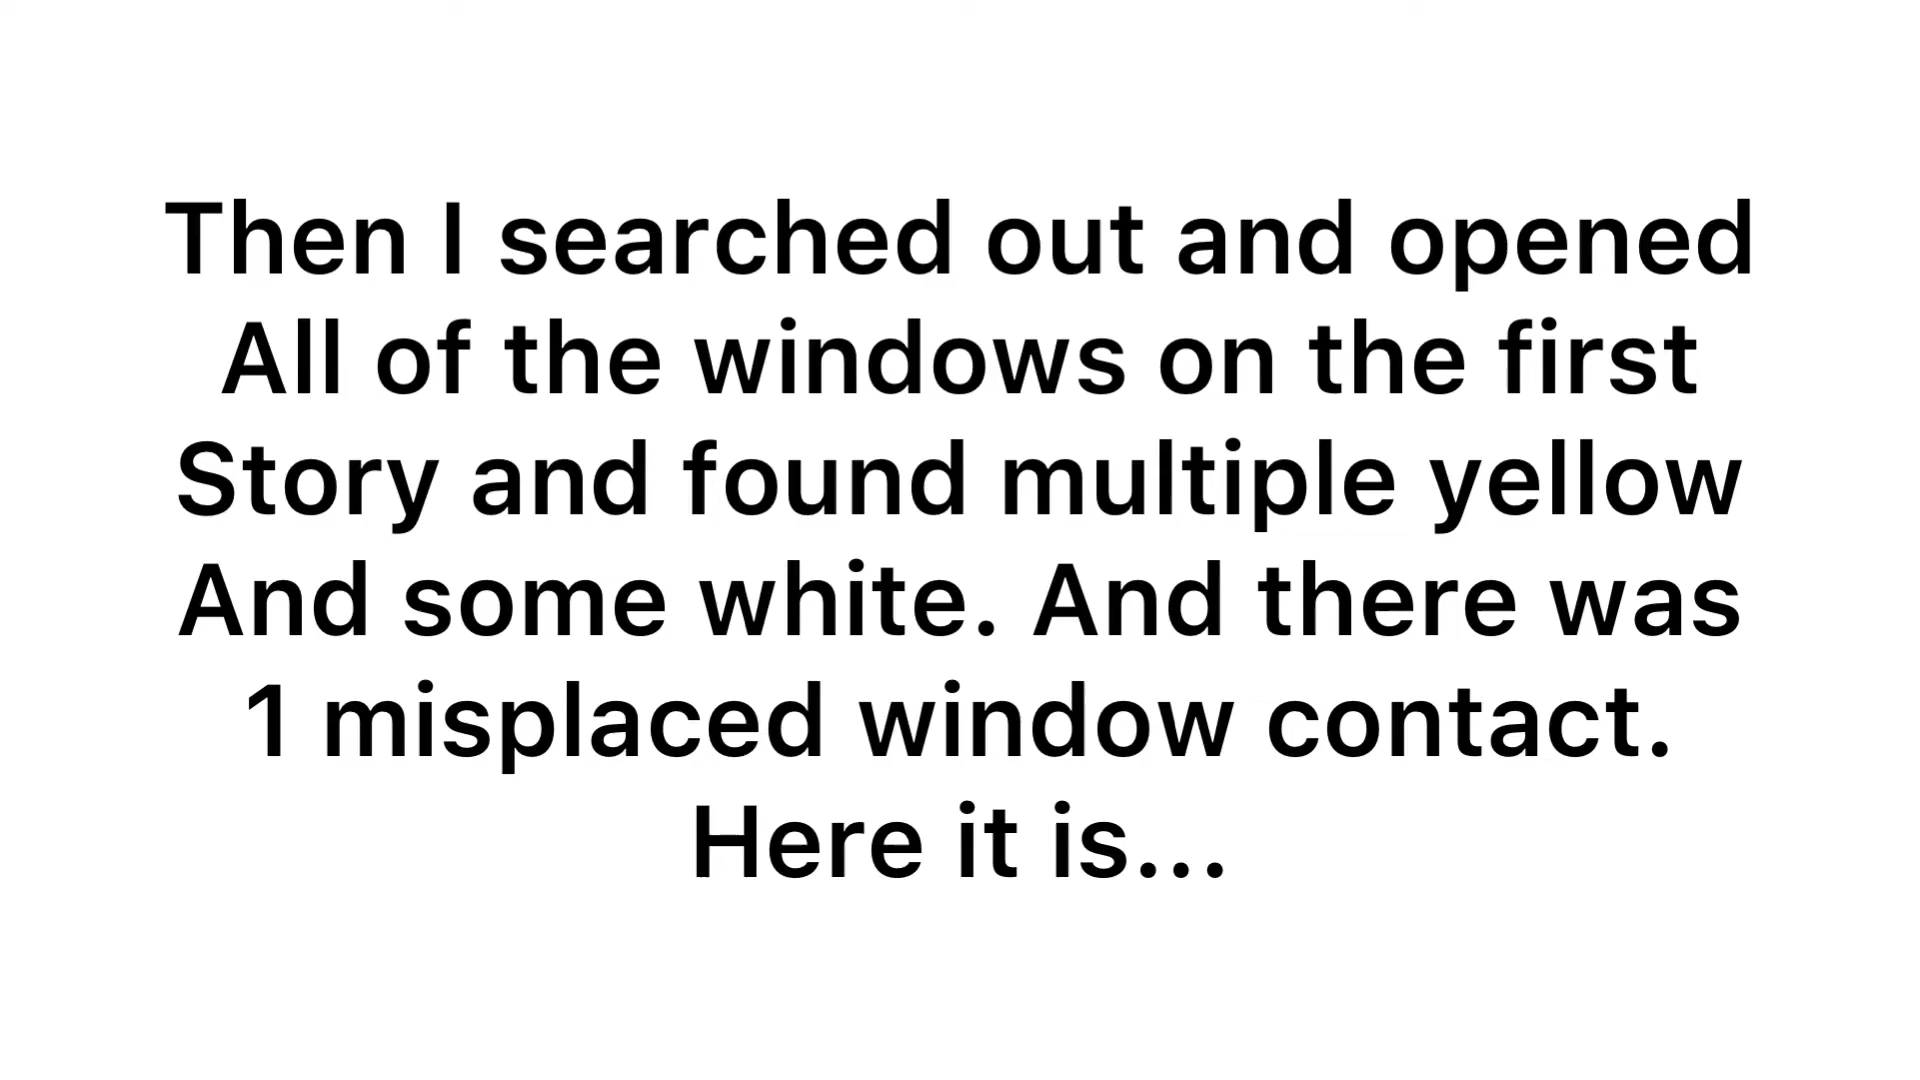 Then I searched out and opened
All of the windows on the first
Story and found multiple yellow
And some white. And there was
1 misplaced window contact.
Here it is...